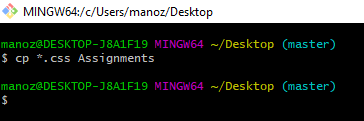 MINGW64:/c/Users/manoz/Desktop
manoz@DESKTOP-J8A1F19 MINGW64 ~/Desktop (master)
$ cp *.css Assignments
manoz@DESKTOP-J8A1F19 MINGW64 ~/Desktop (master)
$